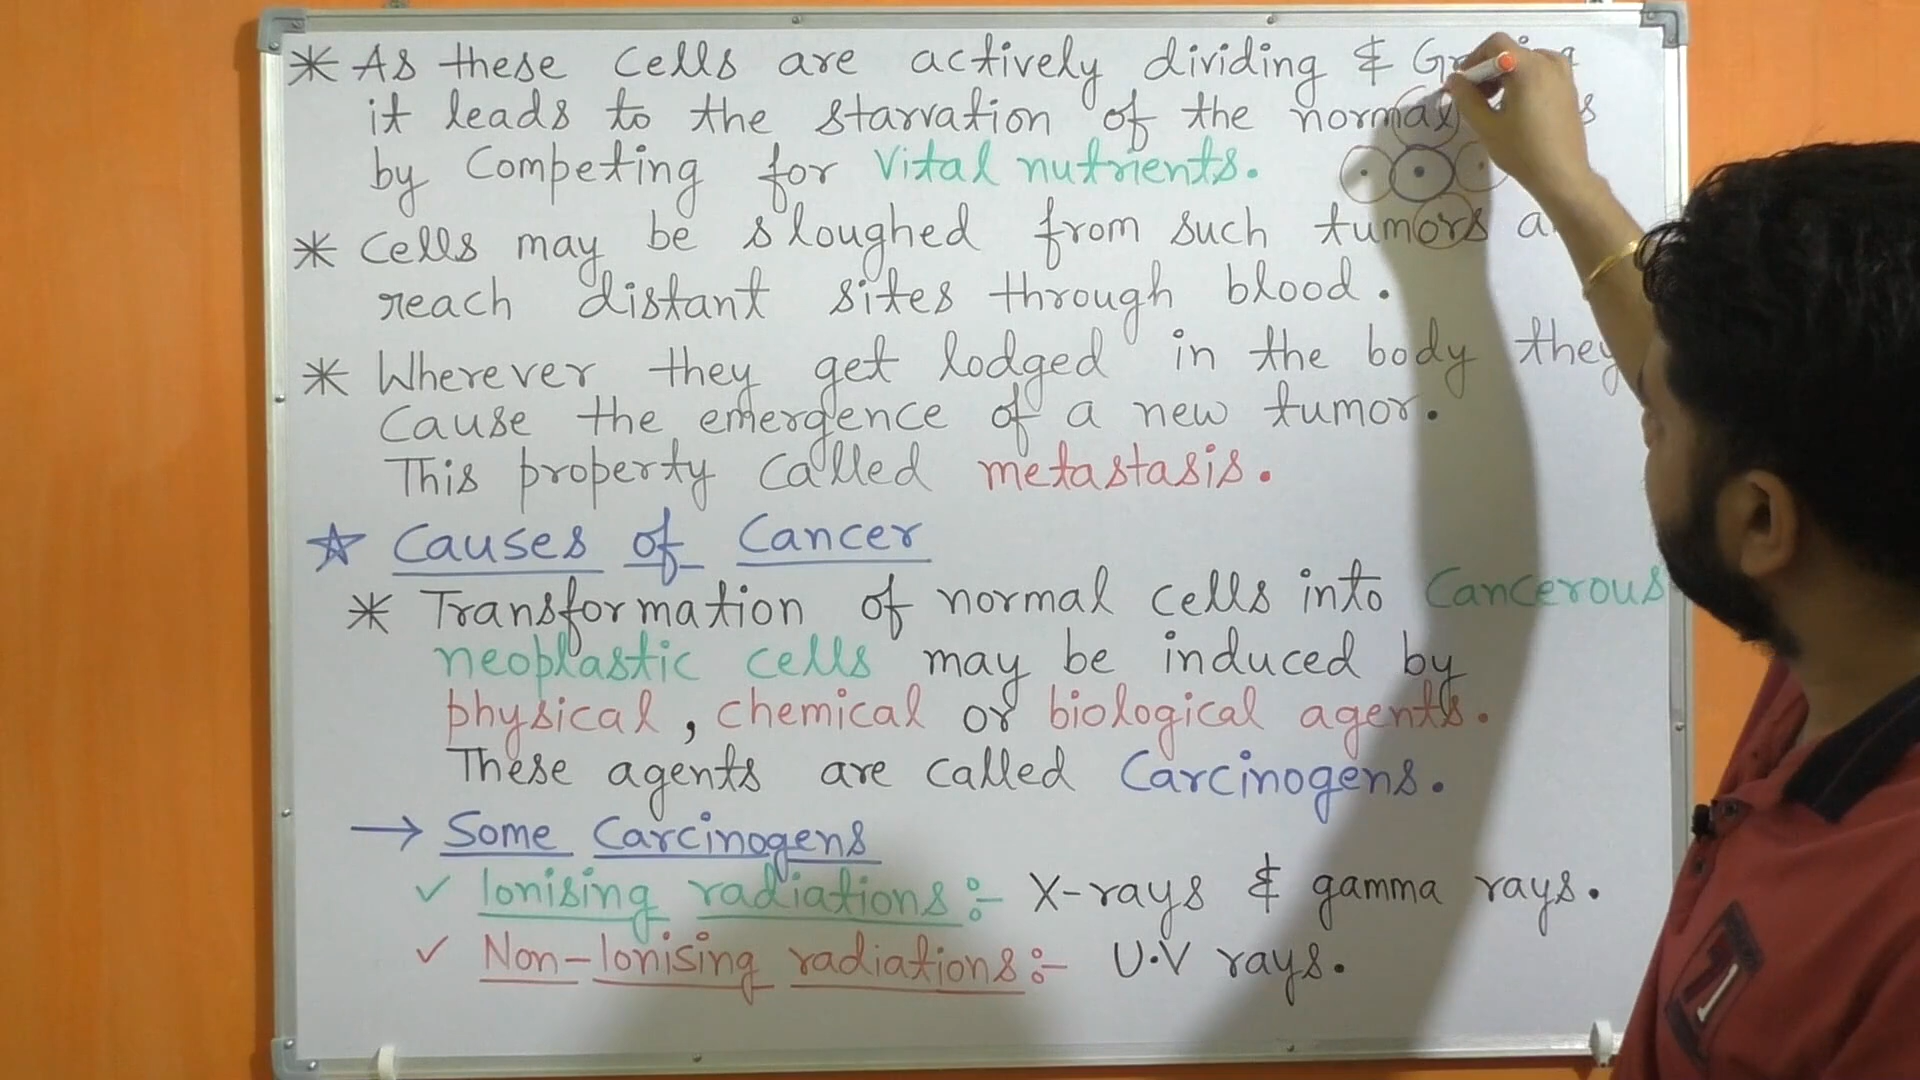 * As these cells are actively dividing &
it leads to the starvation of the normal
by Competing for Vital nutrients.
* Cells may be sloughed from such tumors
reach distant sites through blood.
* Wherever they get lodged in the body they
Cause the emergence of a new tumor.
This property Called metastasis.
☆ Causes of Cancer
* Transformation of normal cells into Cancerous
neoplastic cells may be induced by
physical, chemical or biological agents.
These agents are called Carcinogens.
→ Some Carcinogens
✓ Ionising radiations :- X-rays & gamma rays.
✓ Non-Ionising radiations :- U.V rays.